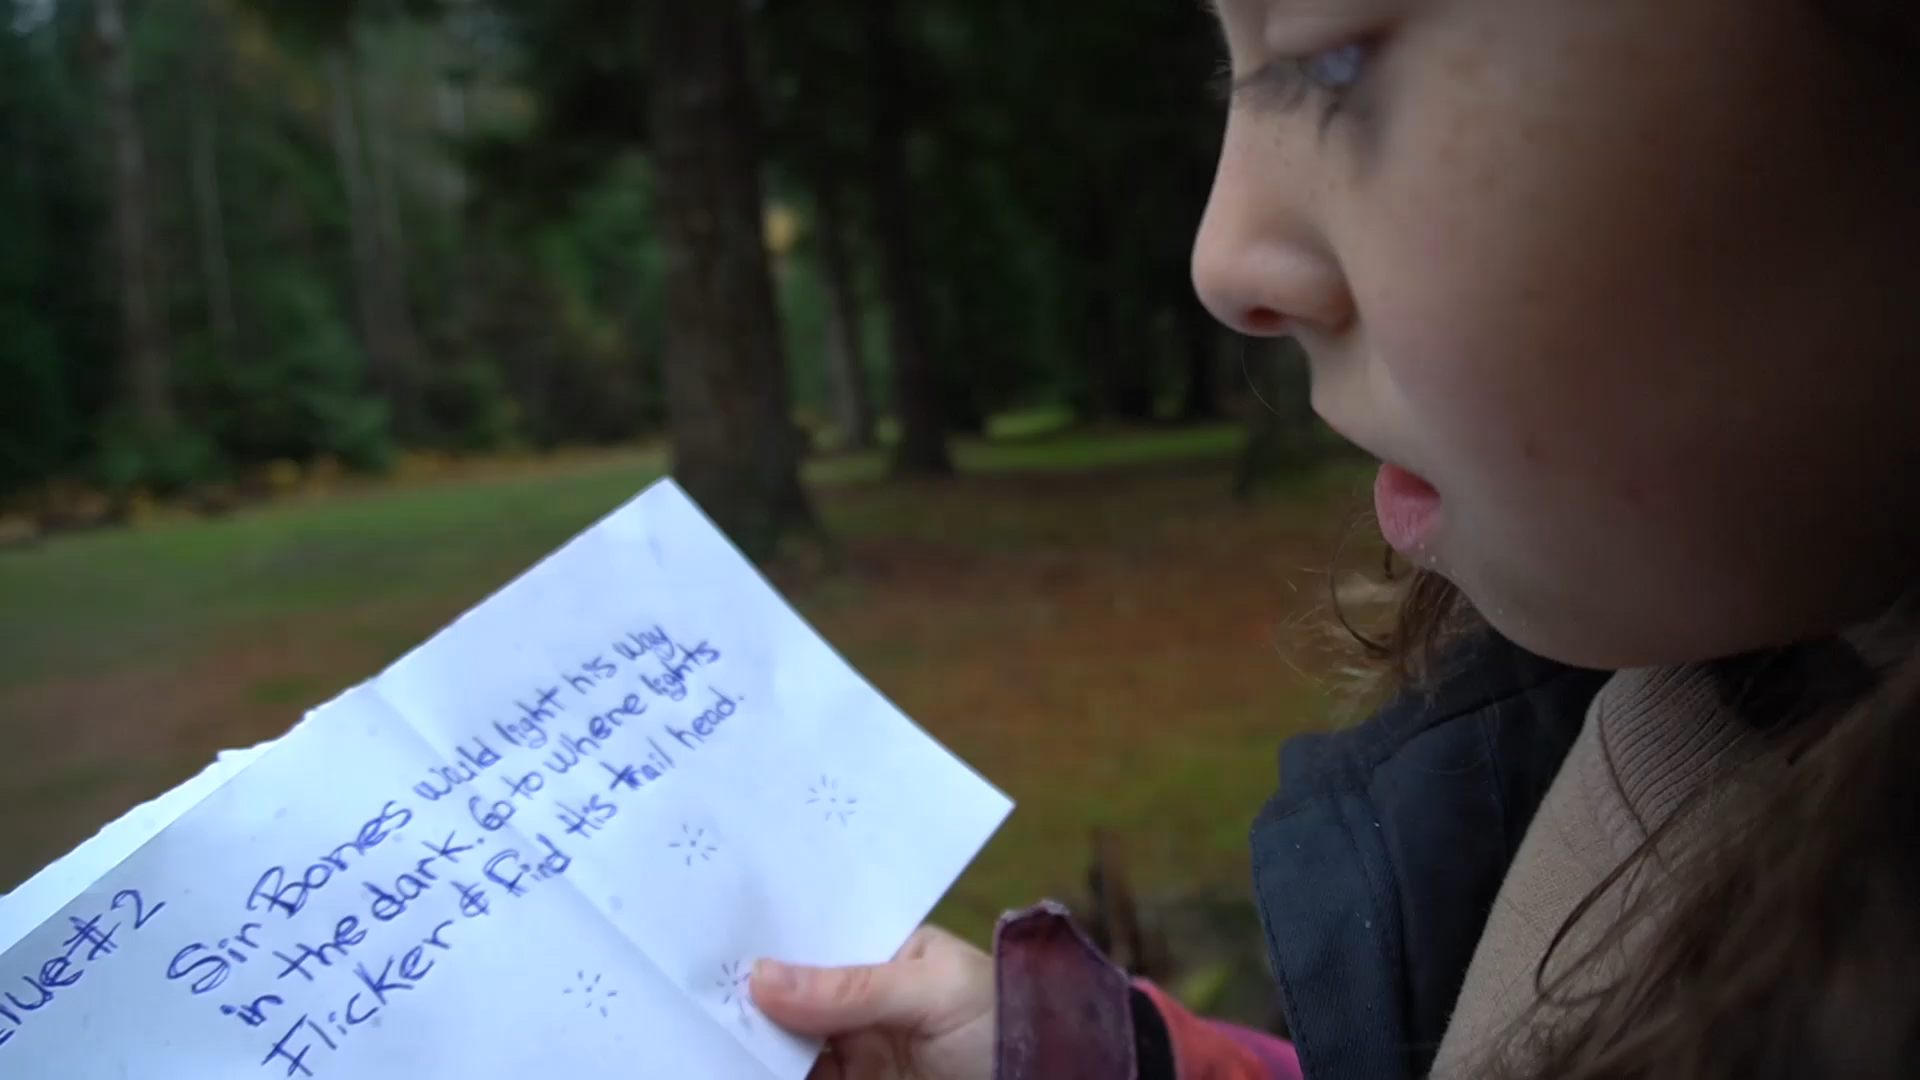 Clue #2
Sir Bones would light his way
in the dark. Go to where lights
Flicker & find His trail head.